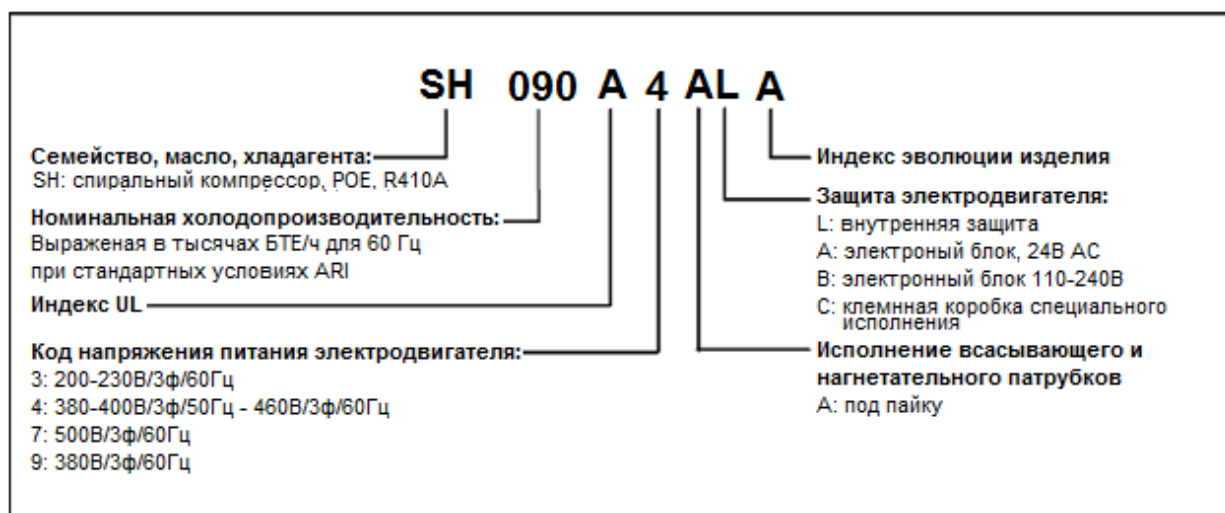 SH 090 A 4 AL A
Семейство, масло, хладагента:
SH: спиральный компрессор, POE, R410A
Номинальная холодопроизводительность:
Выраженая в тысячах БТЕ/ч для 60 Гц
при стандартных условиях ARI
Индекс UL
Код напряжения питания электродвигателя:
3: 200-230В/3ф/60Гц
4: 380-400В/3ф/50Гц - 460В/3ф/60Гц
7: 500В/3ф/60Гц
9: 380В/3ф/60Гц
Индекс эволюции изделия
Защита электродвигателя:
L: внутренняя защита
A: электроный блок, 24В AC
B: электронный блок 110-240В
C: клемнная коробка специального
исполнения
Исполнение всасывающего и
нагнетательного патрубков
A: под пайку